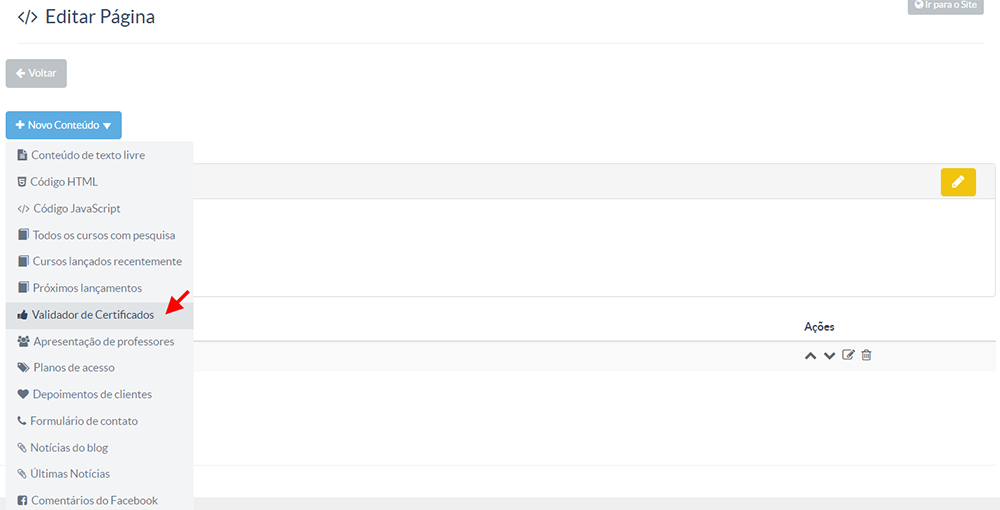 Editar Página
Ir para o Site
Voltar
Novo Conteúdo
Conteúdo de texto livre
Código HTML
Código JavaScript
Todos os cursos com pesquisa
Cursos lançados recentemente
Próximos lançamentos
Validador de Certificados
Apresentação de professores
Planos de acesso
Depoimentos de clientes
Formulário de contato
Notícias do blog
Últimas Notícias
Comentários do Facebook
Ações